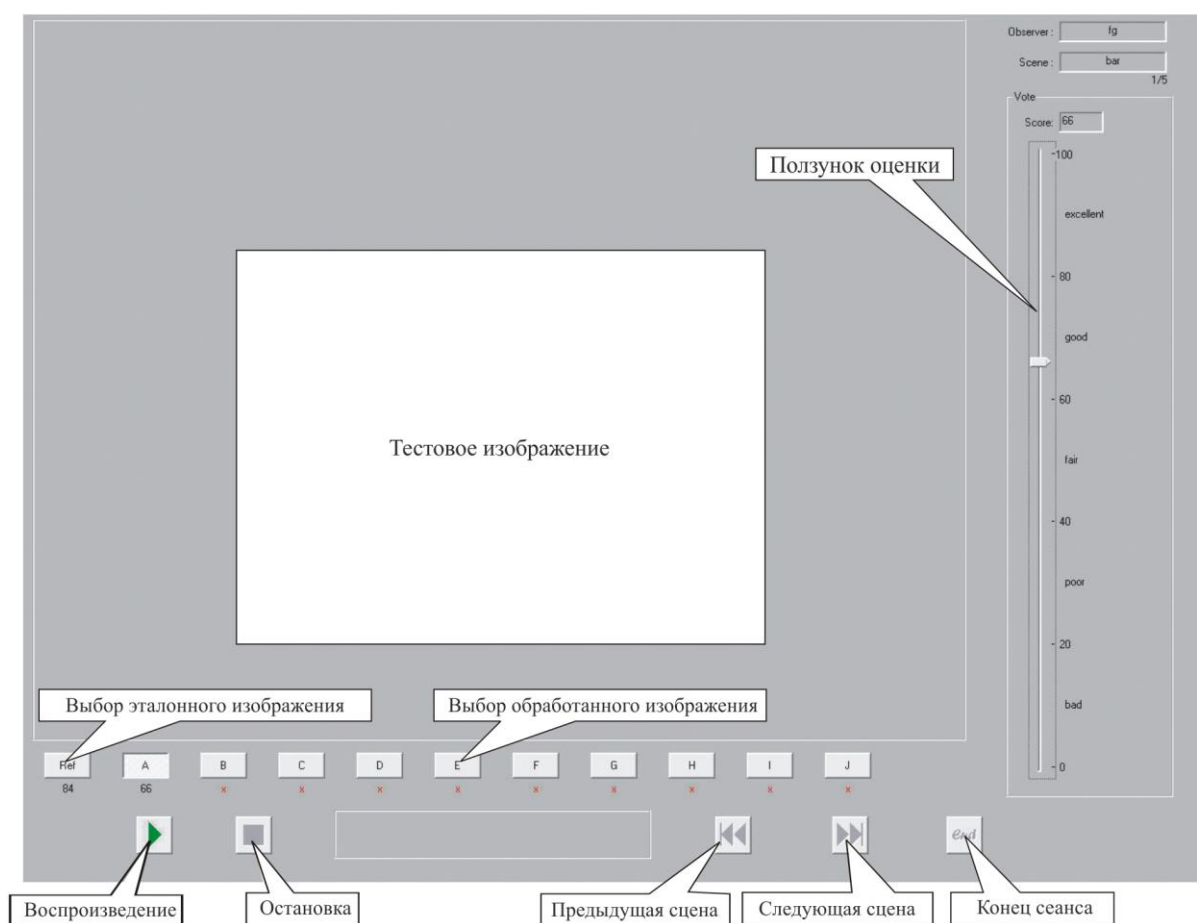 Observer : fg
Scene : bar
1/5
Vote
Score: 66
Ползунок оценки
100
excellent
80
good
60
fair
40
poor
20
bad
0
Тестовое изображение
Выбор эталонного изображения
Выбор обработанного изображения
Ref A B C D E F G H I J
84 66 x x x x x x x x x
end
Воспроизведение
Остановка
Предыдущая сцена
Следующая сцена
Конец сеанса